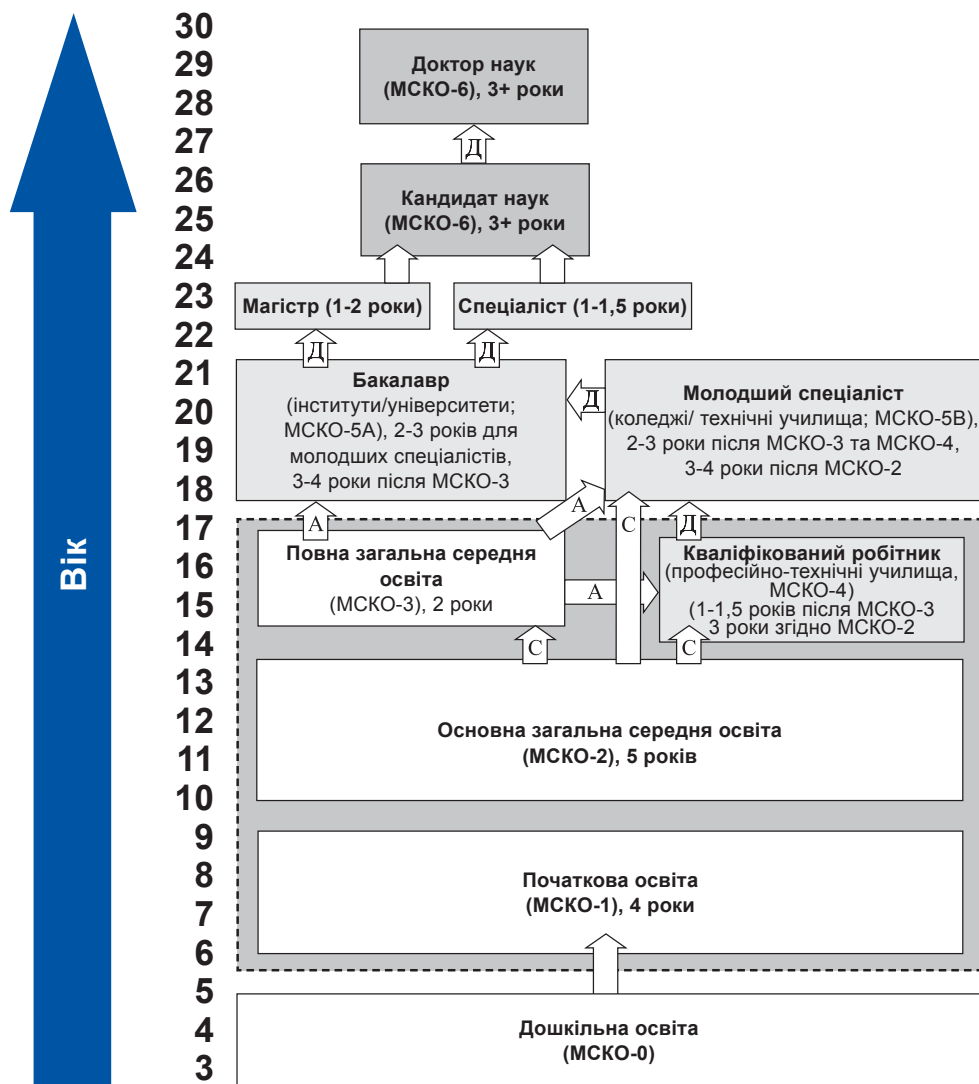 30
29
28
27
26
25
24
23
22
21
20
19
18
17
16
15
14
13
12
11
10
9
8
7
6
5
4
3
Вік
Доктор наук
(МСКО-6), 3+ роки
Д
Кандидат наук
(МСКО-6), 3+ роки
Магістр (1-2 роки)
Спеціаліст (1-1,5 роки)
Д
Д
Бакалавр
(інститути/університети;
МСКО-5А), 2-3 років для
молодших спеціалістів,
3-4 роки після МСКО-3
Д
Молодший спеціаліст
(коледжі/ технічні училища; МСКО-5В),
2-3 роки після МСКО-3 та МСКО-4,
3-4 роки після МСКО-2
А
А
С
Д
Повна загальна середня
освіта
(МСКО-3), 2 роки
А
Кваліфікований робітник
(професійно-технічні училища,
МСКО-4)
(1-1,5 років після МСКО-3
3 роки згідно МСКО-2
С
С
Основна загальна середня освіта
(МСКО-2), 5 років
Початкова освіта
(МСКО-1), 4 роки
Дошкільна освіта
(МСКО-0)